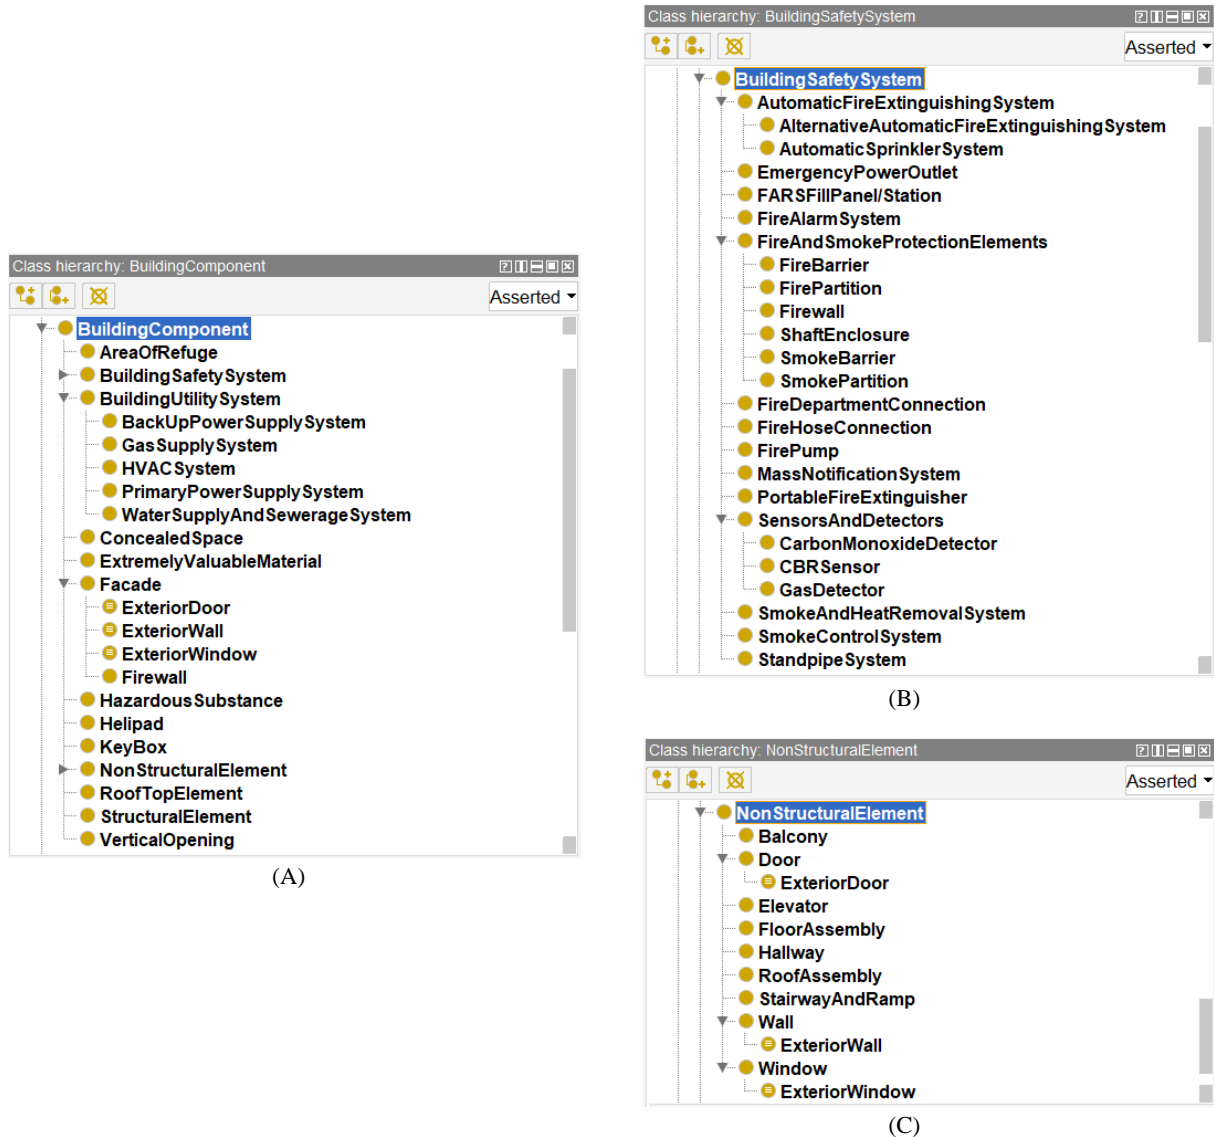 Class hierarchy: BuildingComponent
Asserted
BuildingComponent
AreaOfRefuge
BuildingSafetySystem
BuildingUtilitySystem
BackUpPowerSupplySystem
GasSupplySystem
HVACSystem
PrimaryPowerSupplySystem
WaterSupplyAndSewerageSystem
ConcealedSpace
ExtremelyValuableMaterial
Facade
ExteriorDoor
ExteriorWall
ExteriorWindow
Firewall
HazardousSubstance
Helipad
KeyBox
NonStructuralElement
RoofTopElement
StructuralElement
VerticalOpening
(A)
Class hierarchy: BuildingSafetySystem
Asserted
BuildingSafetySystem
AutomaticFireExtinguishingSystem
AlternativeAutomaticFireExtinguishingSystem
AutomaticSprinklerSystem
EmergencyPowerOutlet
FARSFillPanel/Station
FireAlarmSystem
FireAndSmokeProtectionElements
FireBarrier
FirePartition
Firewall
ShaftEnclosure
SmokeBarrier
SmokePartition
FireDepartmentConnection
FireHoseConnection
FirePump
MassNotificationSystem
PortableFireExtinguisher
SensorsAndDetectors
CarbonMonoxideDetector
CBRSensor
GasDetector
SmokeAndHeatRemovalSystem
SmokeControlSystem
StandpipeSystem
(B)
Class hierarchy: NonStructuralElement
Asserted
NonStructuralElement
Balcony
Door
ExteriorDoor
Elevator
FloorAssembly
Hallway
RoofAssembly
StairwayAndRamp
Wall
ExteriorWall
Window
ExteriorWindow
(C)